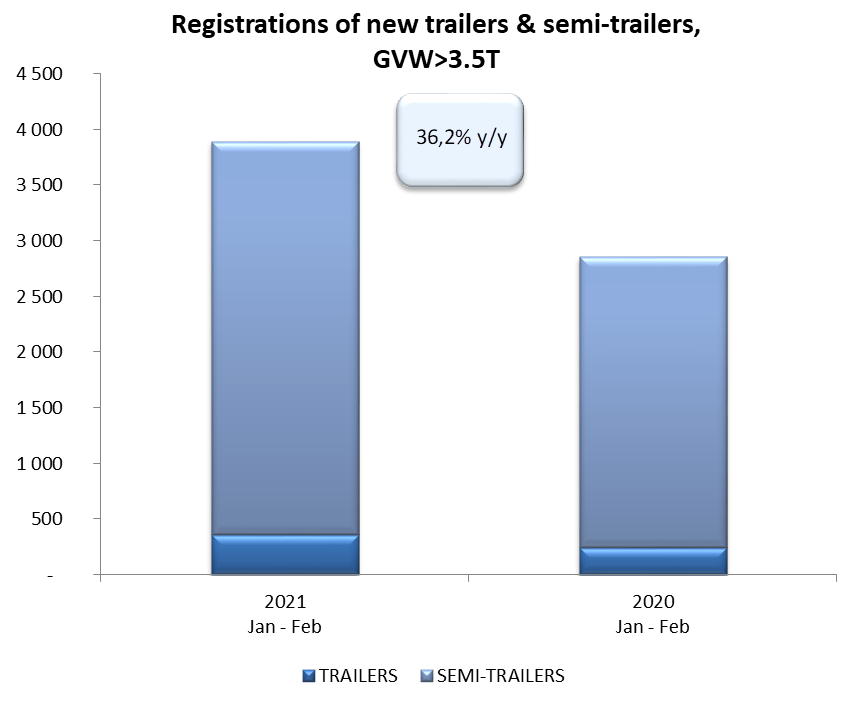 Registrations of new trailers & semi-trailers,
GVW>3.5T
4 500
36,2% y/y
4 000
3 500
3 000
2 500
2 000
1 500
1 000
500
-
2021
Jan - Feb
2020
Jan - Feb
TRAILERS
SEMI-TRAILERS